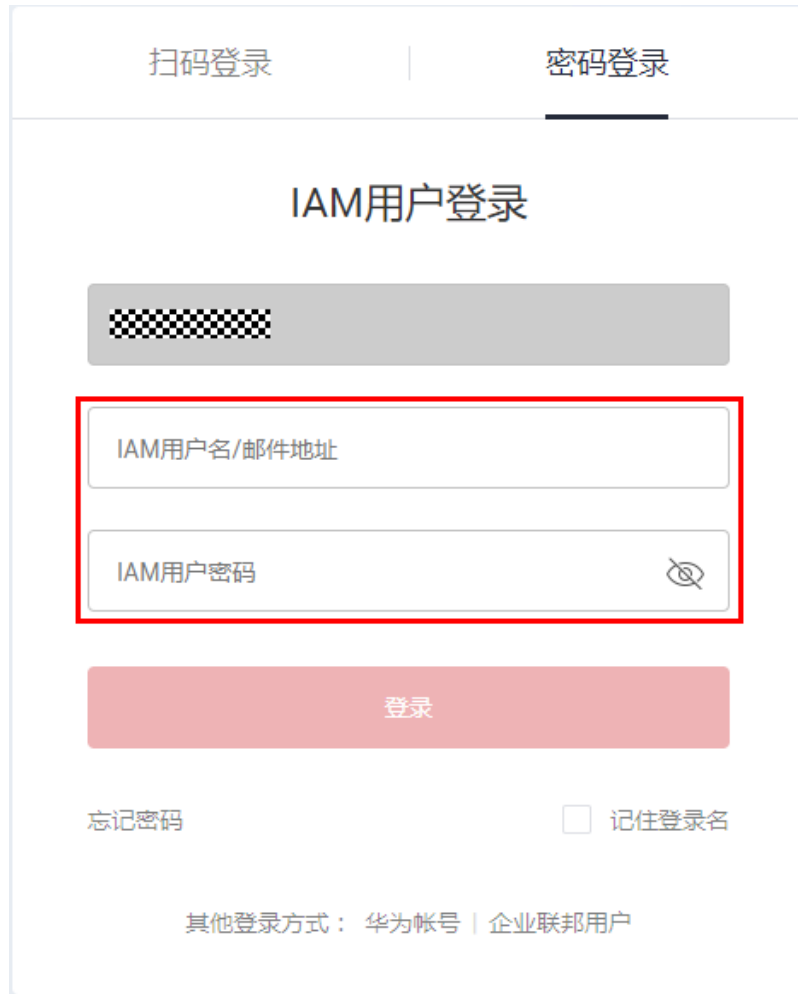 扫码登录 | 密码登录
IAM用户登录
IAM用户名/邮件地址
IAM用户密码
登录
忘记密码 记住登录名
其他登录方式： 华为帐号 | 企业联邦用户